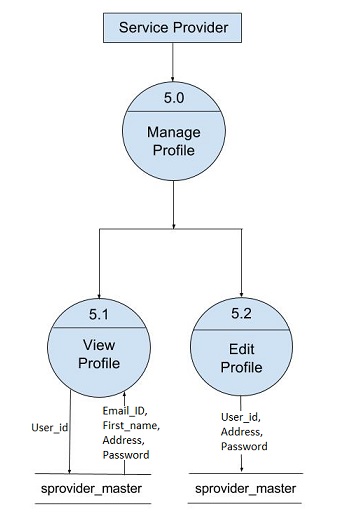 Service Provider
5.0
Manage
Profile
5.1
View
Profile
5.2
Edit
Profile
User_id
Email_ID,
First_name,
Address,
Password
User_id,
Address,
Password
sprovider_master
sprovider_master